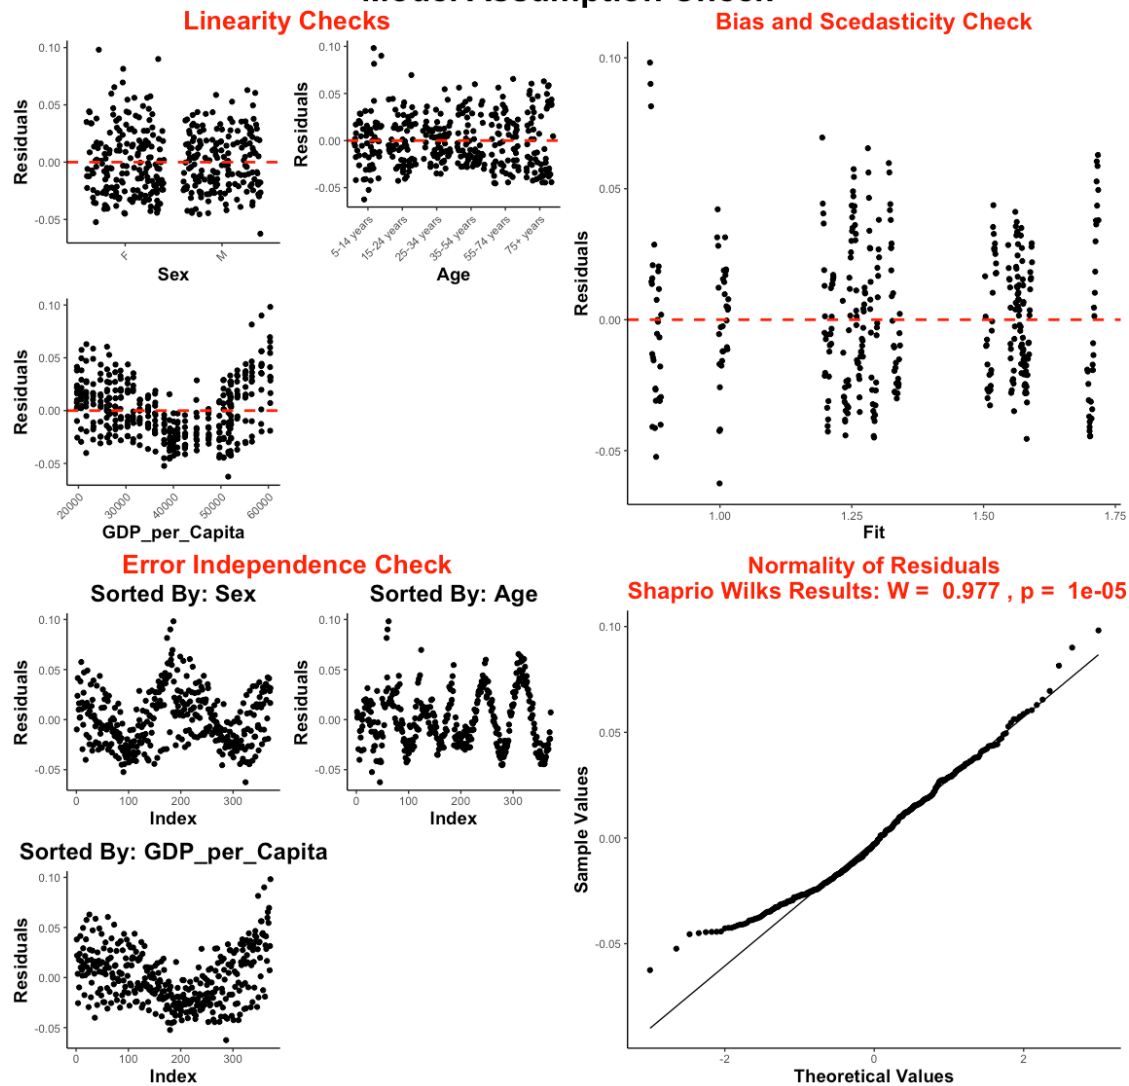 Model Assumption Check
Linearity Checks
0.10
0.05
0.00
-0.05
Residuals
F
M
Sex
0.10
0.05
0.00
-0.05
Residuals
5-14 years
15-24 years
25-34 years
35-54 years
55-74 years
75+ years
Age
0.10
0.05
0.00
-0.05
Residuals
20000
30000
40000
50000
60000
GDP_per_Capita
Bias and Scedasticity Check
0.10
0.05
0.00
-0.05
Residuals
1.00
1.25
1.50
1.75
Fit
Error Independence Check
Sorted By: Sex
0.10
0.05
0.00
-0.05
Residuals
0
100
200
300
Index
Sorted By: Age
0.10
0.05
0.00
-0.05
Residuals
0
100
200
300
Index
Sorted By: GDP_per_Capita
0.10
0.05
0.00
-0.05
Residuals
0
100
200
300
Index
Normality of Residuals
Shaprio Wilks Results: W = 0.977 , p = 1e-05
0.10
0.05
0.00
-0.05
Sample Values
-2
0
2
Theoretical Values